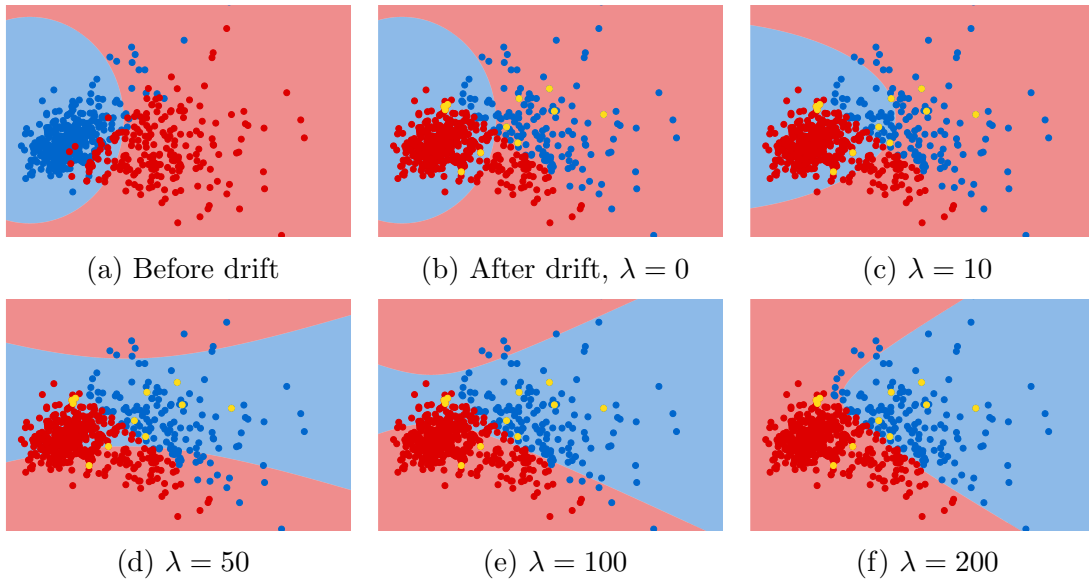 (a) Before drift
(b) After drift, λ = 0
(c) λ = 10
(d) λ = 50
(e) λ = 100
(f) λ = 200